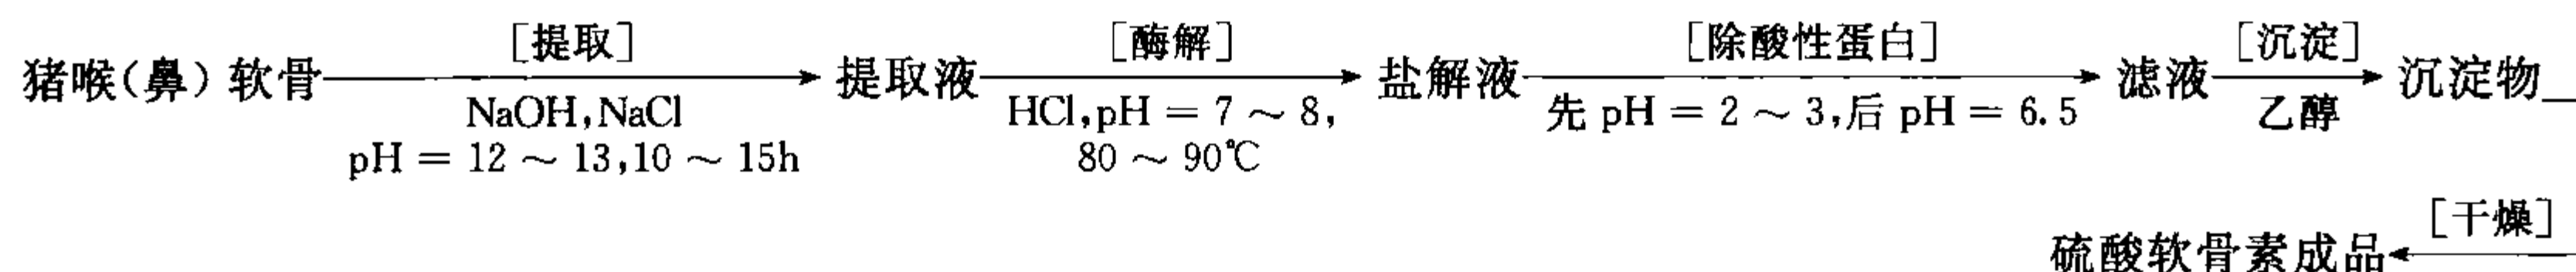 [提取] [酶解] [除酸性蛋白] [沉淀]
猪喉(鼻)软骨 提取液 盐解液 滤液 沉淀物
NaOH,NaCl HCl,pH = 7 ~ 8, 先 pH = 2 ~ 3,后 pH = 6.5 乙醇
pH = 12 ~ 13,10 ~ 15h 80 ~ 90℃
[干燥]
硫酸软骨素成品